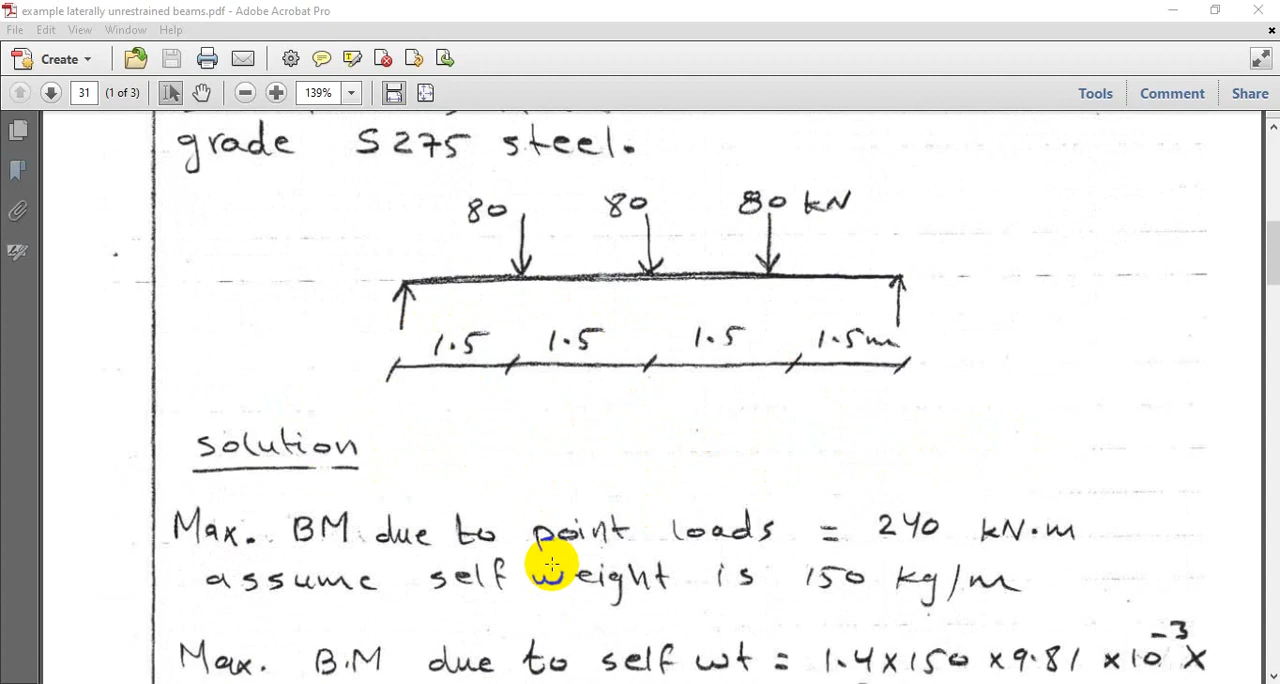 example laterally unrestrained beams.pdf - Adobe Acrobat Pro
File Edit View Window Help
Create
31 (1 of 3) 139% Tools Comment Share
grade S275 steel.
80 80 80 kN
1.5 1.5 1.5 1.5m
solution
Max. BM due to point loads = 240 kN.m
assume self weight is 150 kg/m
Max. B.M due to self wt = 1.4 x 150 x 9.81 x 10^-3 x